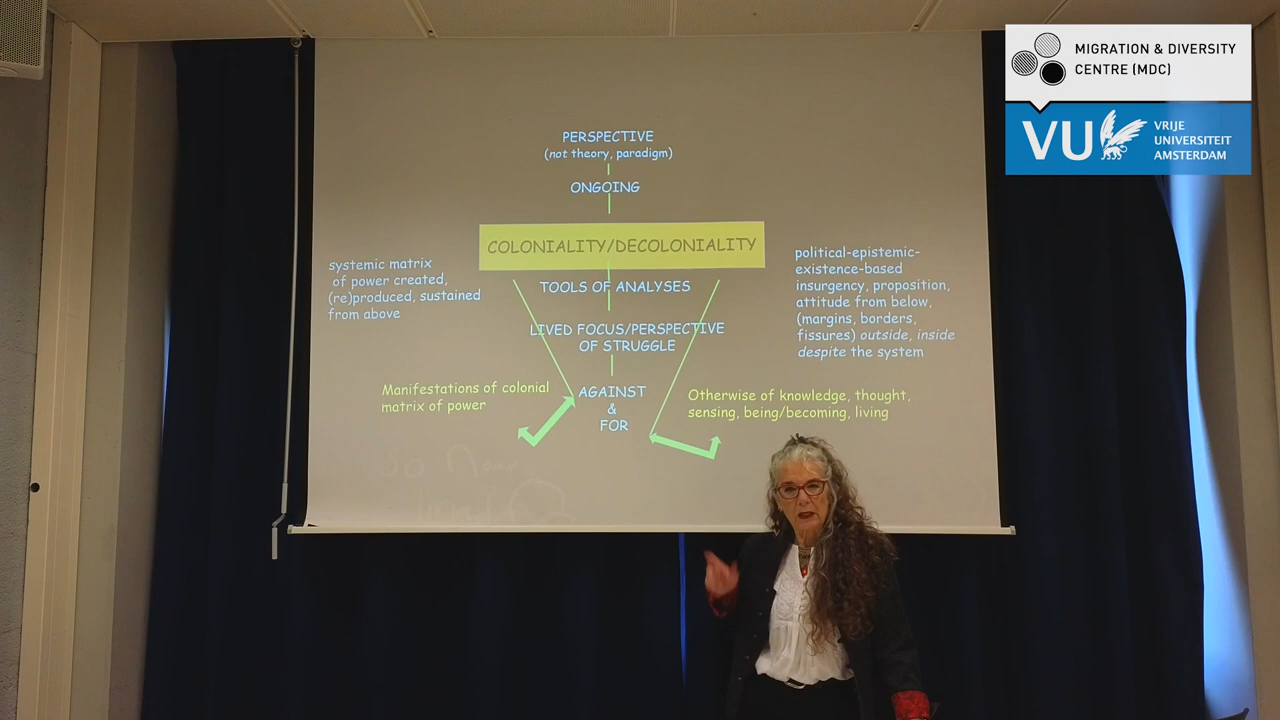 MIGRATION & DIVERSITY
CENTRE (MDC)
VU
VRIJE
UNIVERSITEIT
AMSTERDAM
PERSPECTIVE
(not theory, paradigm)
ONGOING
COLONIALITY/DECOLONIALITY
systemic matrix
of power created,
(re)produced, sustained
from above
TOOLS OF ANALYSES
LIVED FOCUS/PERSPECTIVE
OF STRUGGLE
political-epistemic-
existence-based
insurgency, proposition,
attitude from below,
(margins, borders,
fissures) outside, inside
despite the system
Manifestations of colonial
matrix of power
AGAINST
&
FOR
Otherwise of knowledge, thought,
sensing, being/becoming, living
so